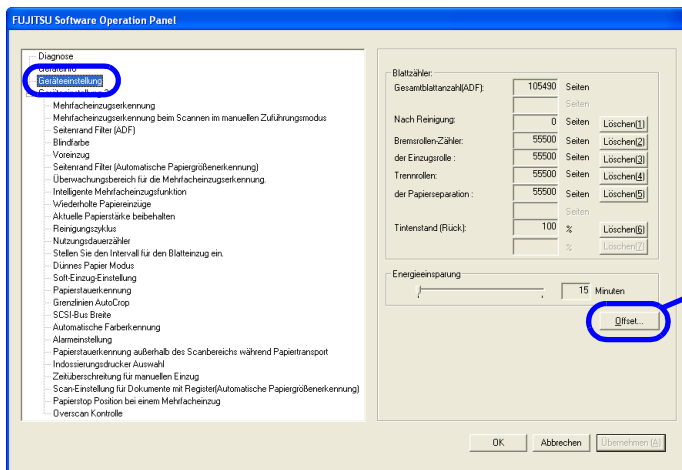 FUJITSU Software Operation Panel
Diagnose
Geräteinfo
Geräteeinstellung
Geräteeinstellung 2
Mehrfacheinzugserkennung
Mehrfacheinzugserkennung beim Scannen im manuellen Zuführungsmodus
Seitenrand Filter (ADF)
Blindfarbe
Voreinzug
Seitenrand Filter (Automatische Papiergrößenerkennung)
Überwachungsbereich für die Mehrfacheinzugserkennung.
Intelligente Mehrfacheinzugsfunktion
Wiederholte Papiereinzüge
Aktuelle Papierstärke beibehalten
Reinigungszyklus
Nutzungsdauerzähler
Stellen Sie den Intervall für den Blatteinzug ein.
Dünnes Papier Modus
Soft-Einzug-Einstellung
Papierstauerkennung
Grenzlinien AutoCrop
SCSI-Bus Breite
Automatische Farberkennung
Alarmeinstellung
Papierstauerkennung außerhalb des Scanbereichs während Papiertransport
Indossierungsdrucker Auswahl
Zeitüberschreitung für manuellen Einzug
Scan-Einstellung für Dokumente mit Register(Automatische Papiergrößenerkennung)
Papierstop Position bei einem Mehrfacheinzug
Overscan Kontrolle
Blattzähler:
Gesamtblattanzahl(ADF): 105490 Seiten
Seiten
Nach Reinigung: 0 Seiten Löschen(1)
Bremsrollen-Zähler: 55500 Seiten Löschen(2)
der Einzugsrolle : 55500 Seiten Löschen(3)
Trennrollen: 55500 Seiten Löschen(4)
der Papierseparation : 55500 Seiten Löschen(5)
Seiten
Tintenstand (Rück): 100 % Löschen(6)
% Löschen(7)
Energieeinsparung
15 Minuten
Offset...
OK Abbrechen Übernehmen (A)